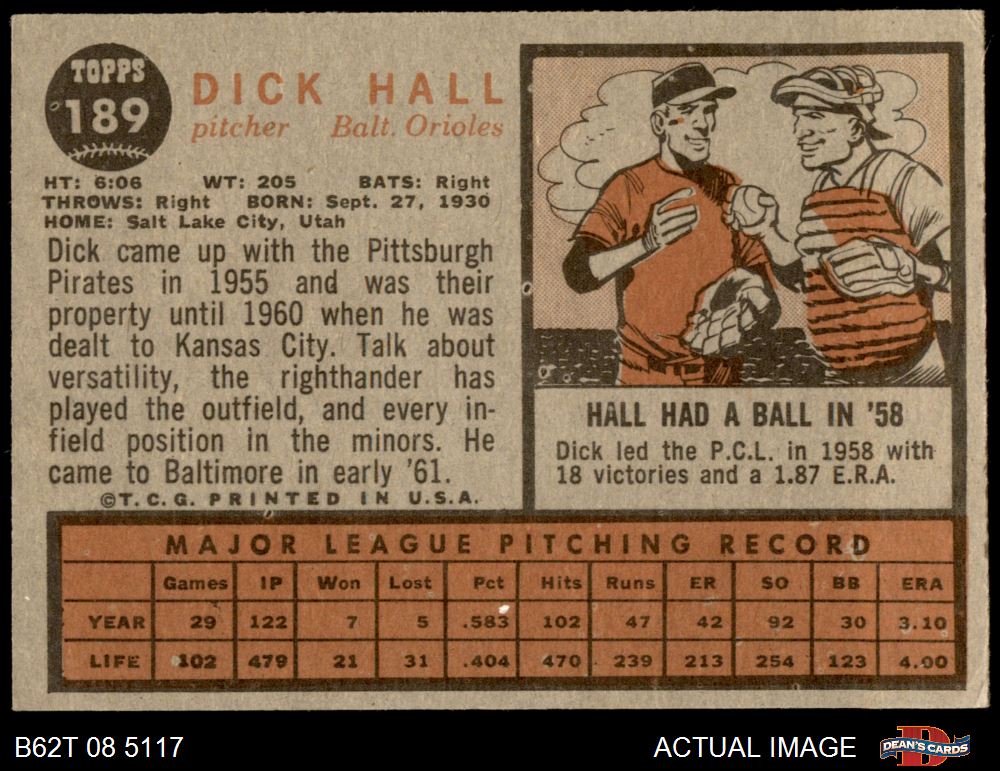 TOPPS
189
DICK HALL
pitcher Balt. Orioles
HT: 6:06 WT: 205 BATS: Right
THROWS: Right BORN: Sept. 27, 1930
HOME: Salt Lake City, Utah
Dick came up with the Pittsburgh
Pirates in 1955 and was their
property until 1960 when he was
dealt to Kansas City. Talk about
versatility, the righthander has
played the outfield, and every in-
field position in the minors. He
came to Baltimore in early '61.
©T.C.G. PRINTED IN U.S.A.
HALL HAD A BALL IN '58
Dick led the P.C.L. in 1958 with
18 victories and a 1.87 E.R.A.
MAJOR LEAGUE PITCHING RECORD
Games IP Won Lost Pct Hits Runs ER SO BB ERA
YEAR 29 122 7 5 .583 102 47 42 92 30 3.10
LIFE 102 479 21 31 .404 470 239 213 254 123 4.00
B62T 08 5117 ACTUAL IMAGE DEAN'S CARDS